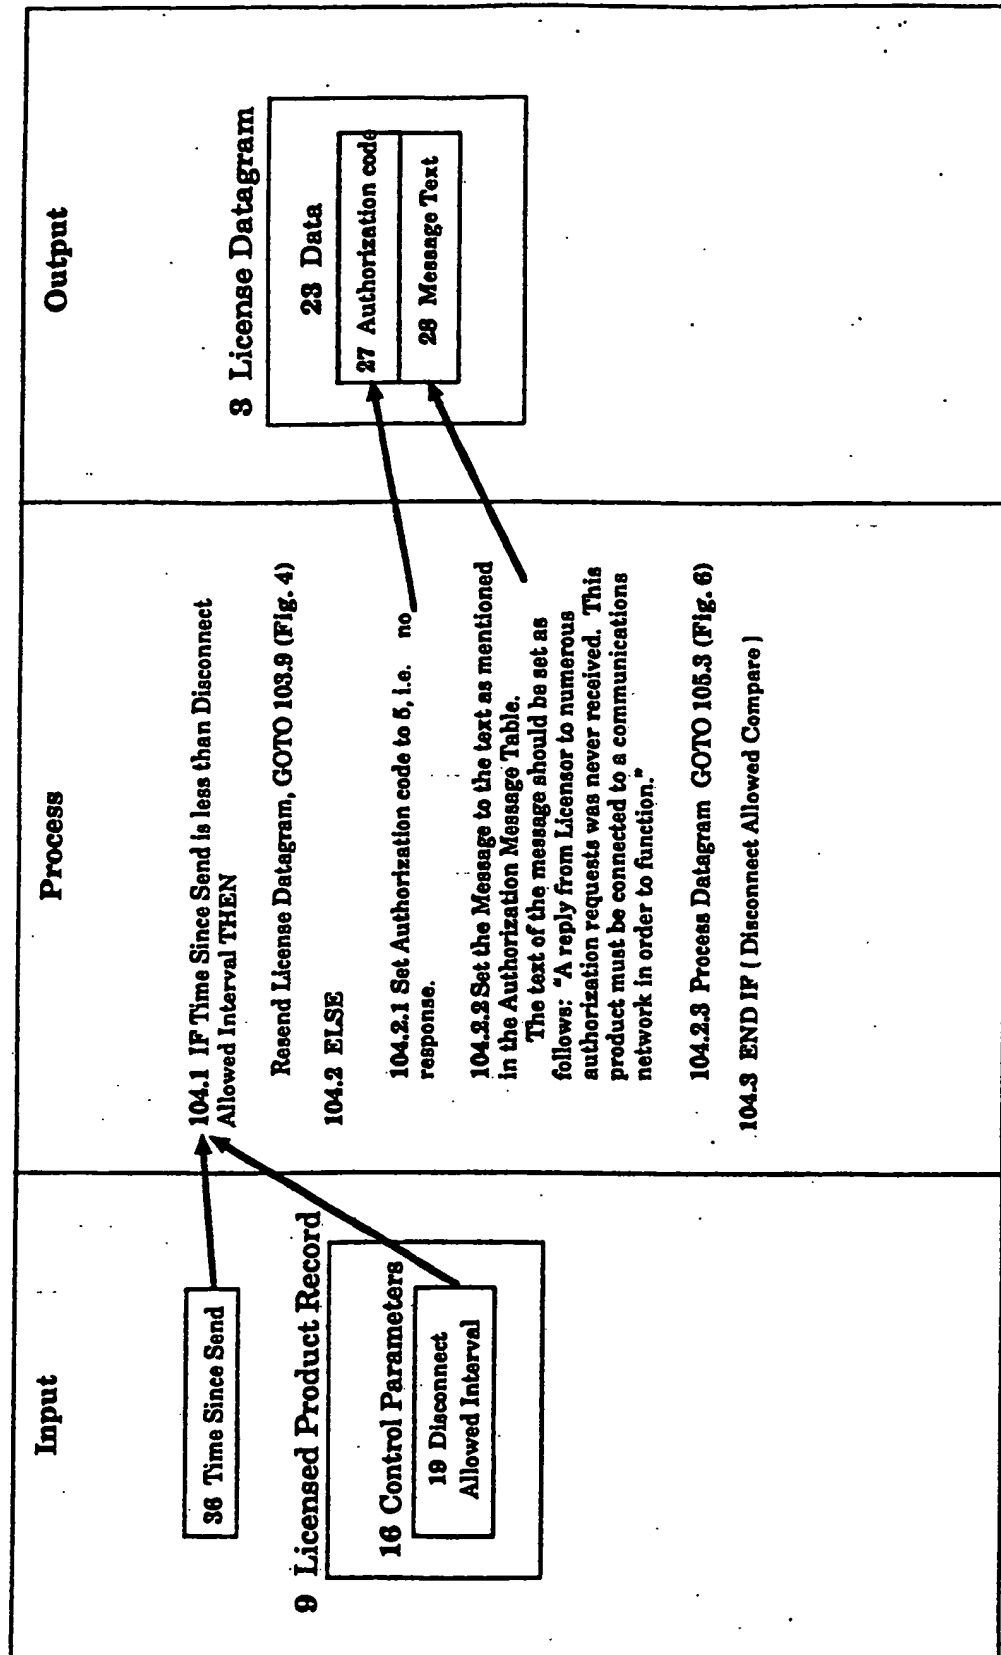 Input
36 Time Since Send
9 Licensed Product Record
16 Control Parameters
19 Disconnect
Allowed Interval
Process
104.1 IF Time Since Send is less than Disconnect
Allowed Interval THEN
Resend License Datagram, GOTO 103.9 (Fig. 4)
104.2 ELSE
104.2.1 Set Authorization code to 5, i.e. no
response.
104.2.2 Set the Message to the text as mentioned
in the Authorization Message Table.
The text of the message should be set as
follows: “A reply from Licensor to numerous
authorization requests was never received. This
product must be connected to a communications
network in order to function.”
104.2.3 Process Datagram GOTO 105.3 (Fig. 6)
104.3 END IF ( Disconnect Allowed Compare )
Output
3 License Datagram
23 Data
27 Authorization code
28 Message Text